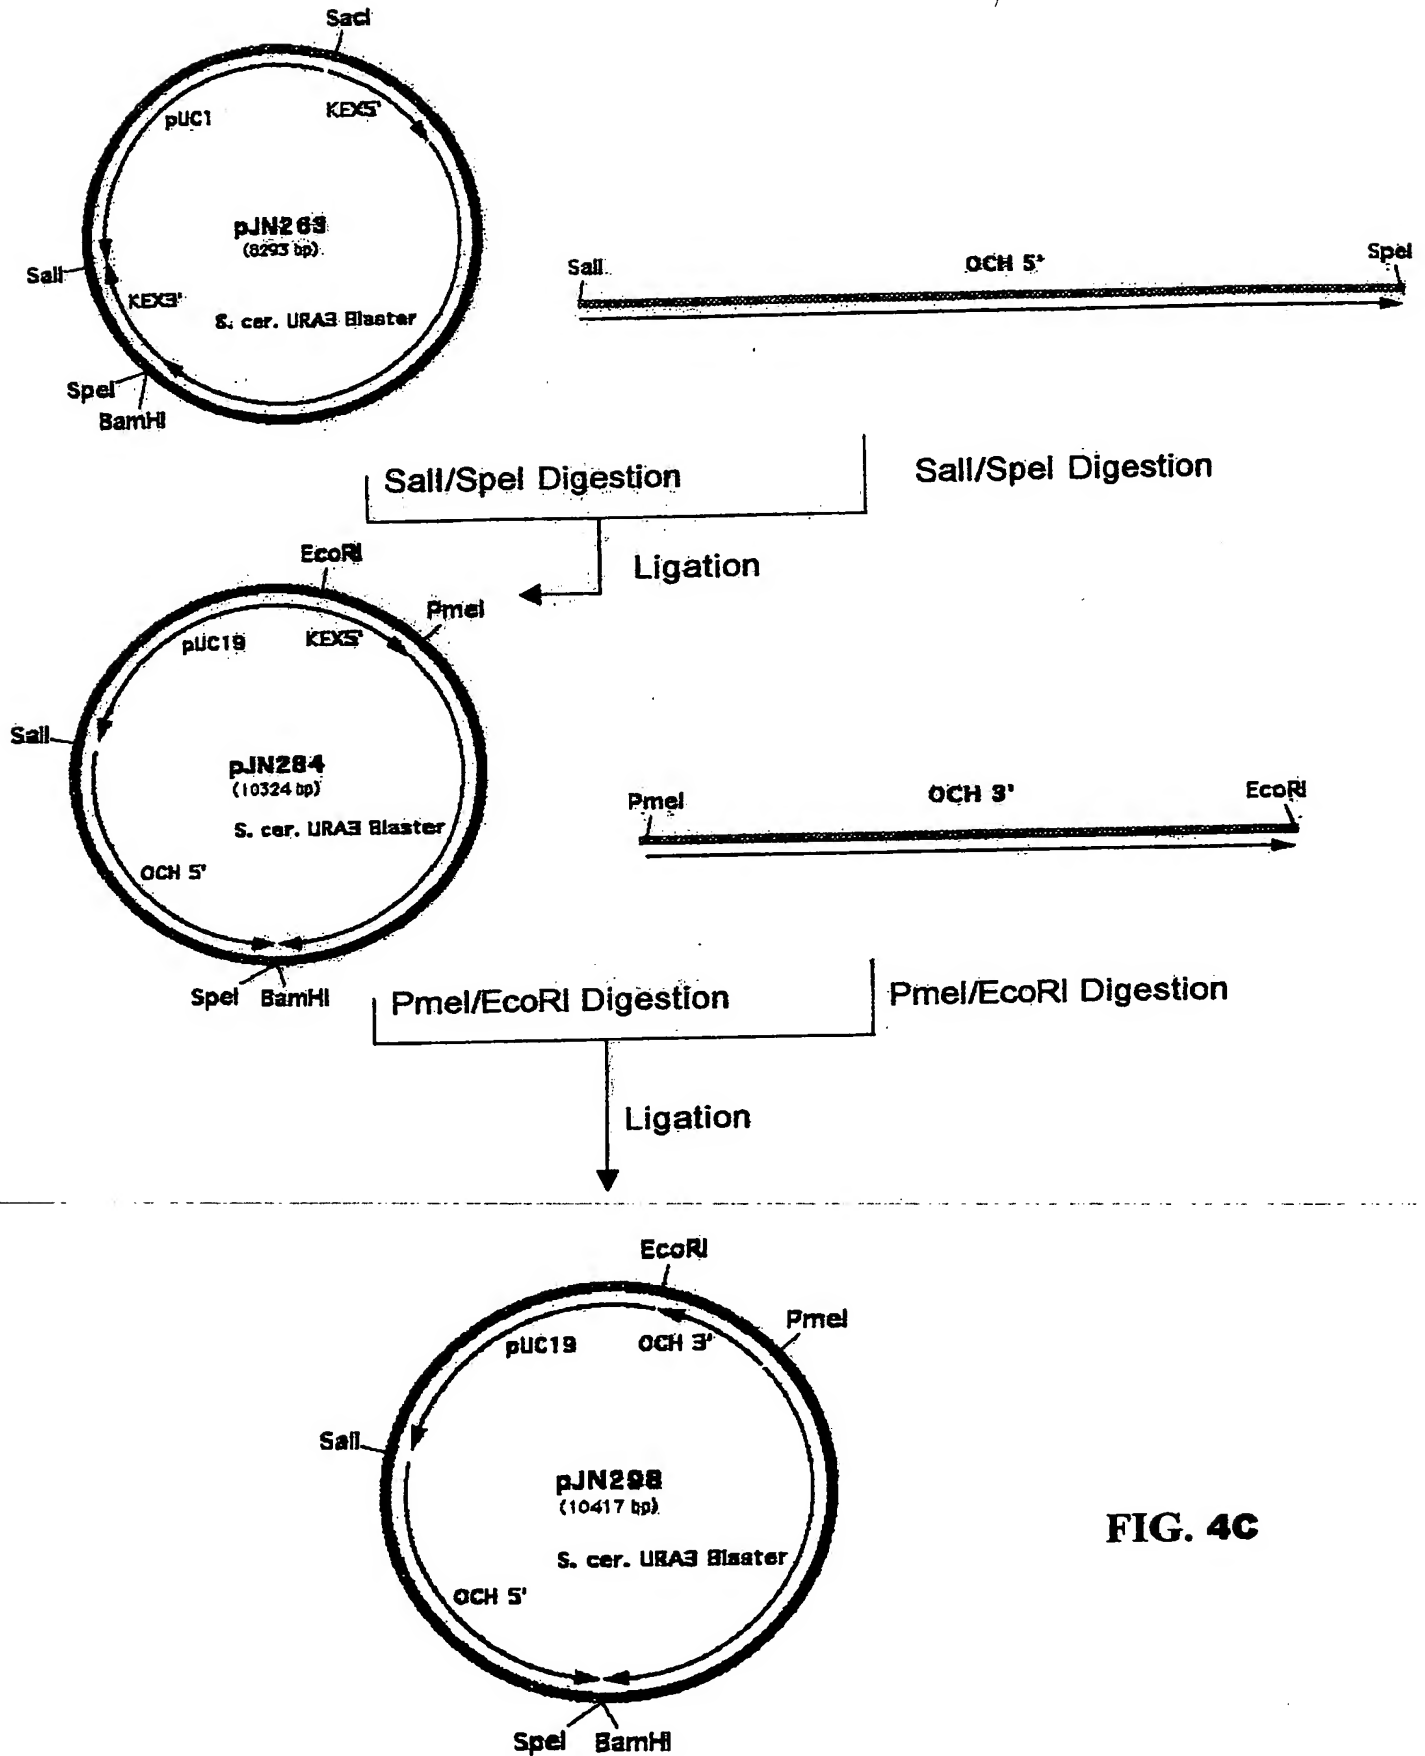 SacI
pUC1
KEX5'
pJN263
(8293 bp)
SalI
KEX3'
S. cer. URA3 Blaster
SpeI
BamHI
SalI
OCH 5'
SpeI
SalI/SpeI Digestion
SalI/SpeI Digestion
Ligation
EcoRI
PmeI
pUC19
KEX5'
SalI
pJN284
(10324 bp)
S. cer. URA3 Blaster
OCH 5'
SpeI
BamHI
PmeI
OCH 3'
EcoRI
PmeI/EcoRI Digestion
PmeI/EcoRI Digestion
Ligation
EcoRI
PmeI
pUC19
OCH 3'
SalI
pJN298
(10417 bp)
S. cer. URA3 Blaster
OCH 5'
SpeI
BamHI
FIG. 4C